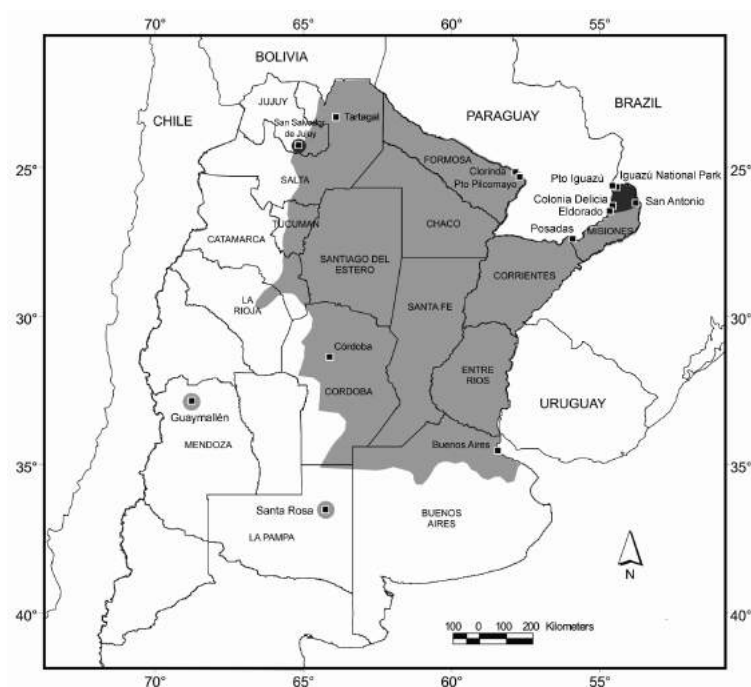 70° 65° 60° 55°
BOLIVIA
JUJUY
CHILE
San Salvador
de Jujuy
Tartagal
PARAGUAY
BRAZIL
25° 25°
SALTA
FORMOSA
Clorinda
Pto Pilcomayo
Pto Iguazú
Iguazú National Park
Colonia Delicia
Eldorado
San Antonio
TUCUMAN
CHACO
Posadas
MISIONES
CATAMARCA
SANTIAGO DEL
ESTERO
CORRIENTES
LA
RIOJA
SANTA FE
30° 30°
Córdoba
ENTRE
RIOS
CORDOBA
URUGUAY
Guaymallén
MENDOZA
Buenos Aires
35° 35°
Santa Rosa
LA PAMPA
BUENOS
AIRES
N
40° 40°
100 0 100 200 Kilometers
70° 65° 60° 55°